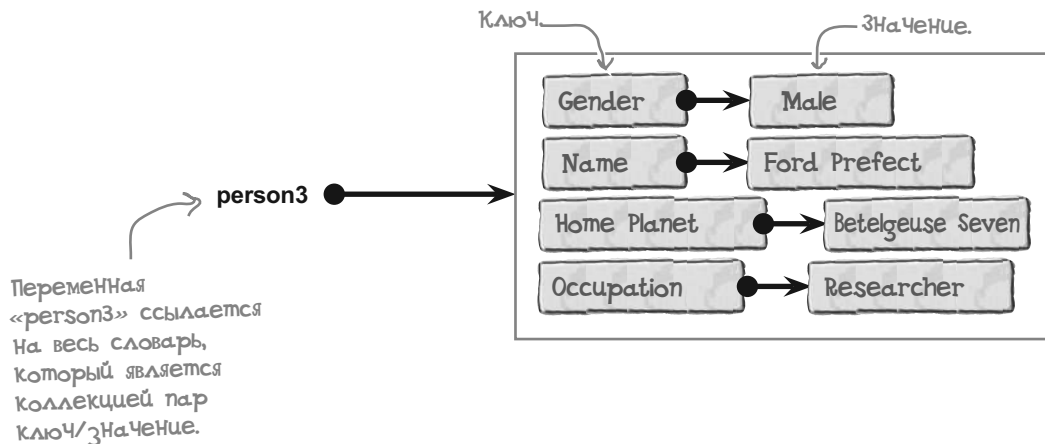 Ключ.
Значение.
Gender
Male
Name
Ford Prefect
person3
Home Planet
Betelgeuse Seven
Occupation
Researcher
Переменная
«person3» ссылается
на весь словарь,
который является
коллекцией пар
ключ/значение.